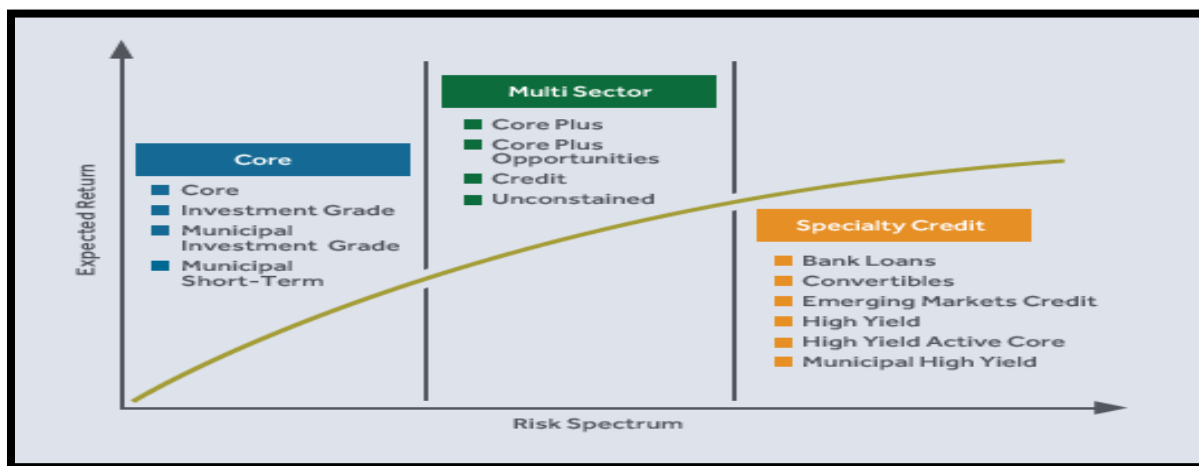 Expected Return
Core
Core
Investment Grade
Municipal
Investment Grade
Municipal
Short-Term
Multi Sector
Core Plus
Core Plus
Opportunities
Credit
Unconstained
Specialty Credit
Bank Loans
Convertibles
Emerging Markets Credit
High Yield
High Yield Active Core
Municipal High Yield
Risk Spectrum